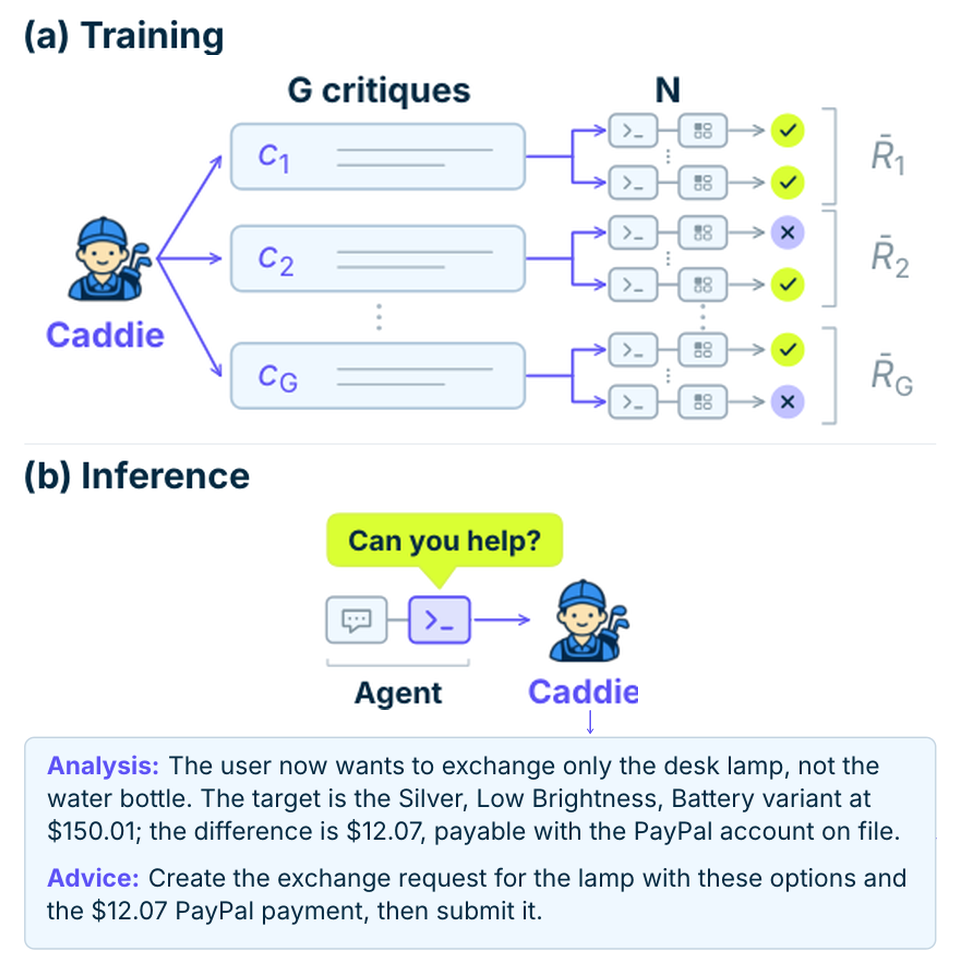 (a) Training
G critiques
N
c1
R̄1
c2
R̄2
Caddie
cG
R̄G
(b) Inference
Can you help?
Agent
Caddie
Analysis: The user now wants to exchange only the desk lamp, not the
water bottle. The target is the Silver, Low Brightness, Battery variant at
$150.01; the difference is $12.07, payable with the PayPal account on file.
Advice: Create the exchange request for the lamp with these options and
the $12.07 PayPal payment, then submit it.